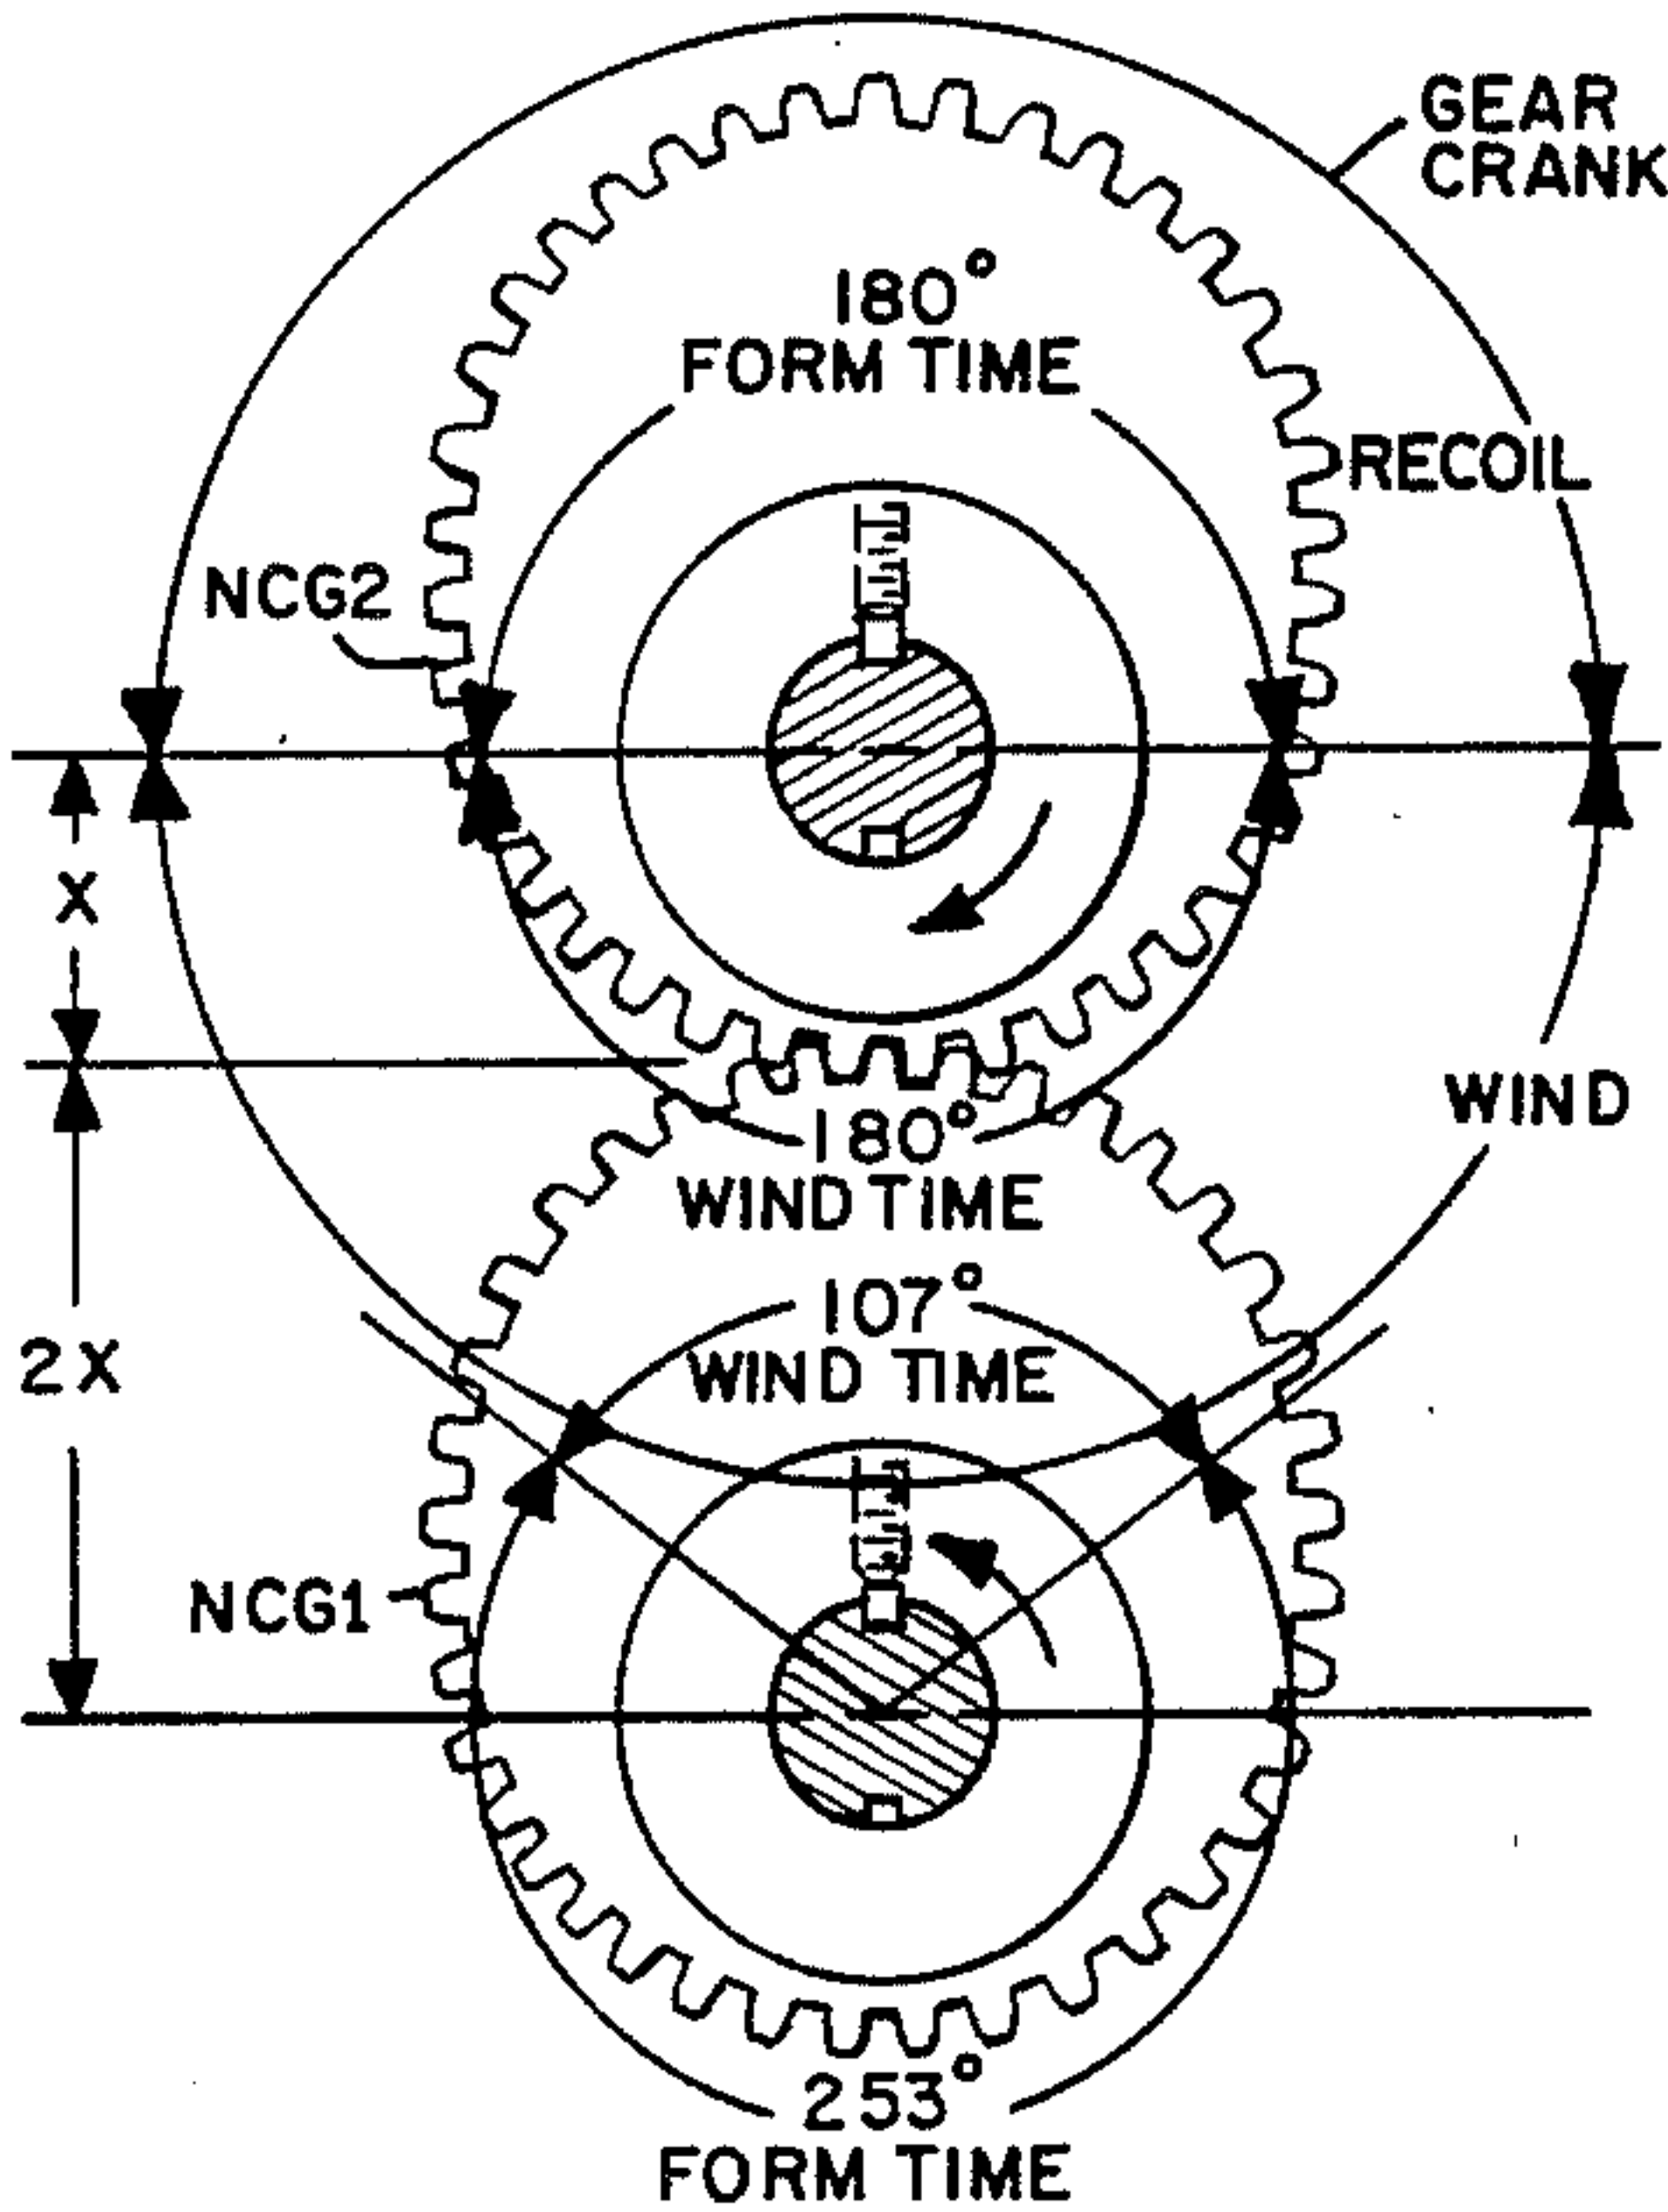 GEAR
CRANK
180°
FORM TIME
RECOIL
NCG2
X
WIND
180°
WIND TIME
107°
WIND TIME
2X
NCG1
253°
FORM TIME